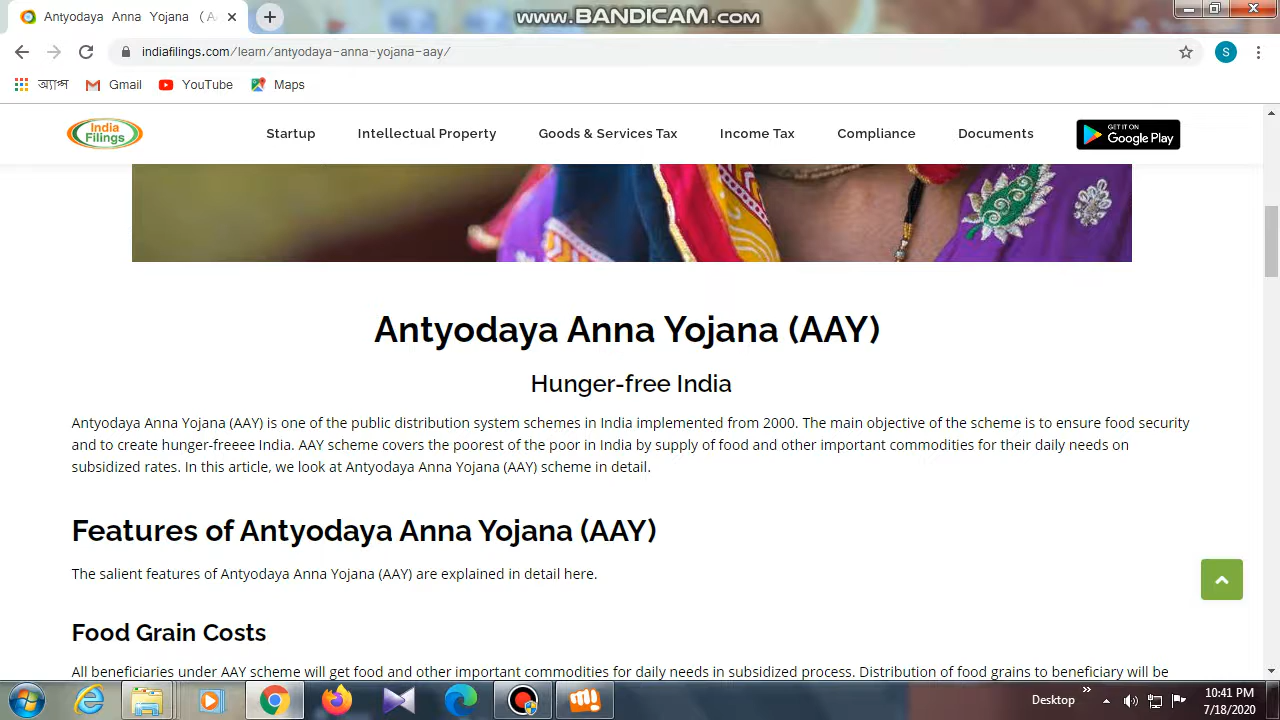 Antyodaya Anna Yojana (A
www.BANDICAM.com
indiafilings.com/learn/antyodaya-anna-yojana-aay/
S
অ্যাপ্স
Gmail
YouTube
Maps
India
Filings
Startup
Intellectual Property
Goods & Services Tax
Income Tax
Compliance
Documents
GET IT ON
Google Play
Antyodaya Anna Yojana (AAY)
Hunger-free India
Antyodaya Anna Yojana (AAY) is one of the public distribution system schemes in India implemented from 2000. The main objective of the scheme is to ensure food security
and to create hunger-freeee India. AAY scheme covers the poorest of the poor in India by supply of food and other important commodities for their daily needs on
subsidized rates. In this article, we look at Antyodaya Anna Yojana (AAY) scheme in detail.
Features of Antyodaya Anna Yojana (AAY)
The salient features of Antyodaya Anna Yojana (AAY) are explained in detail here.
Food Grain Costs
All beneficiaries under AAY scheme will get food and other important commodities for daily needs in subsidized process. Distribution of food grains to beneficiary will be
Desktop
10:41 PM
7/18/2020